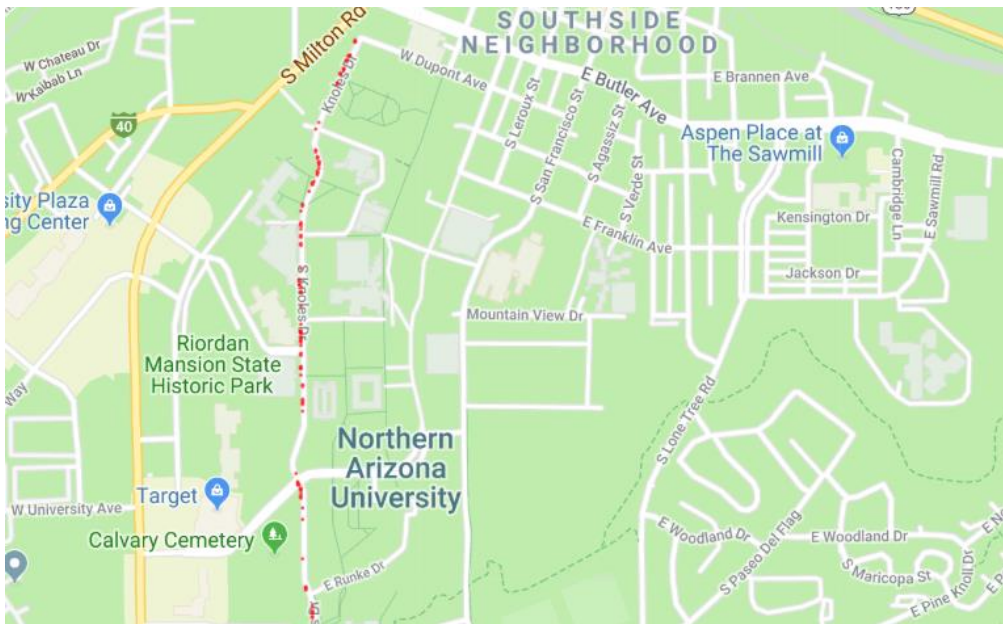 SOUTHSIDE
NEIGHBORHOOD
S Milton Rd
W Chateau Dr
W Kaibab Ln
W Dupont Ave
Knoles Dr
E Brannen Ave
E Butler Ave
40
S Leroux St
S San Francisco St
S Agassiz St
S Verde St
Aspen Place at
The Sawmill
Cambridge Ln
E Sawmill Rd
sity Plaza
ng Center
Kensington Dr
E Franklin Ave
Jackson Dr
S Knoles Dr
Mountain View Dr
Riordan
Mansion State
Historic Park
Way
S Lone Tree Rd
Northern
Arizona
University
Target
W University Ave
Calvary Cemetery
E Woodland Dr
S Paseo Del Flag
E Woodland Dr
S Maricopa St
E Pine Knoll Dr
E Runke Dr